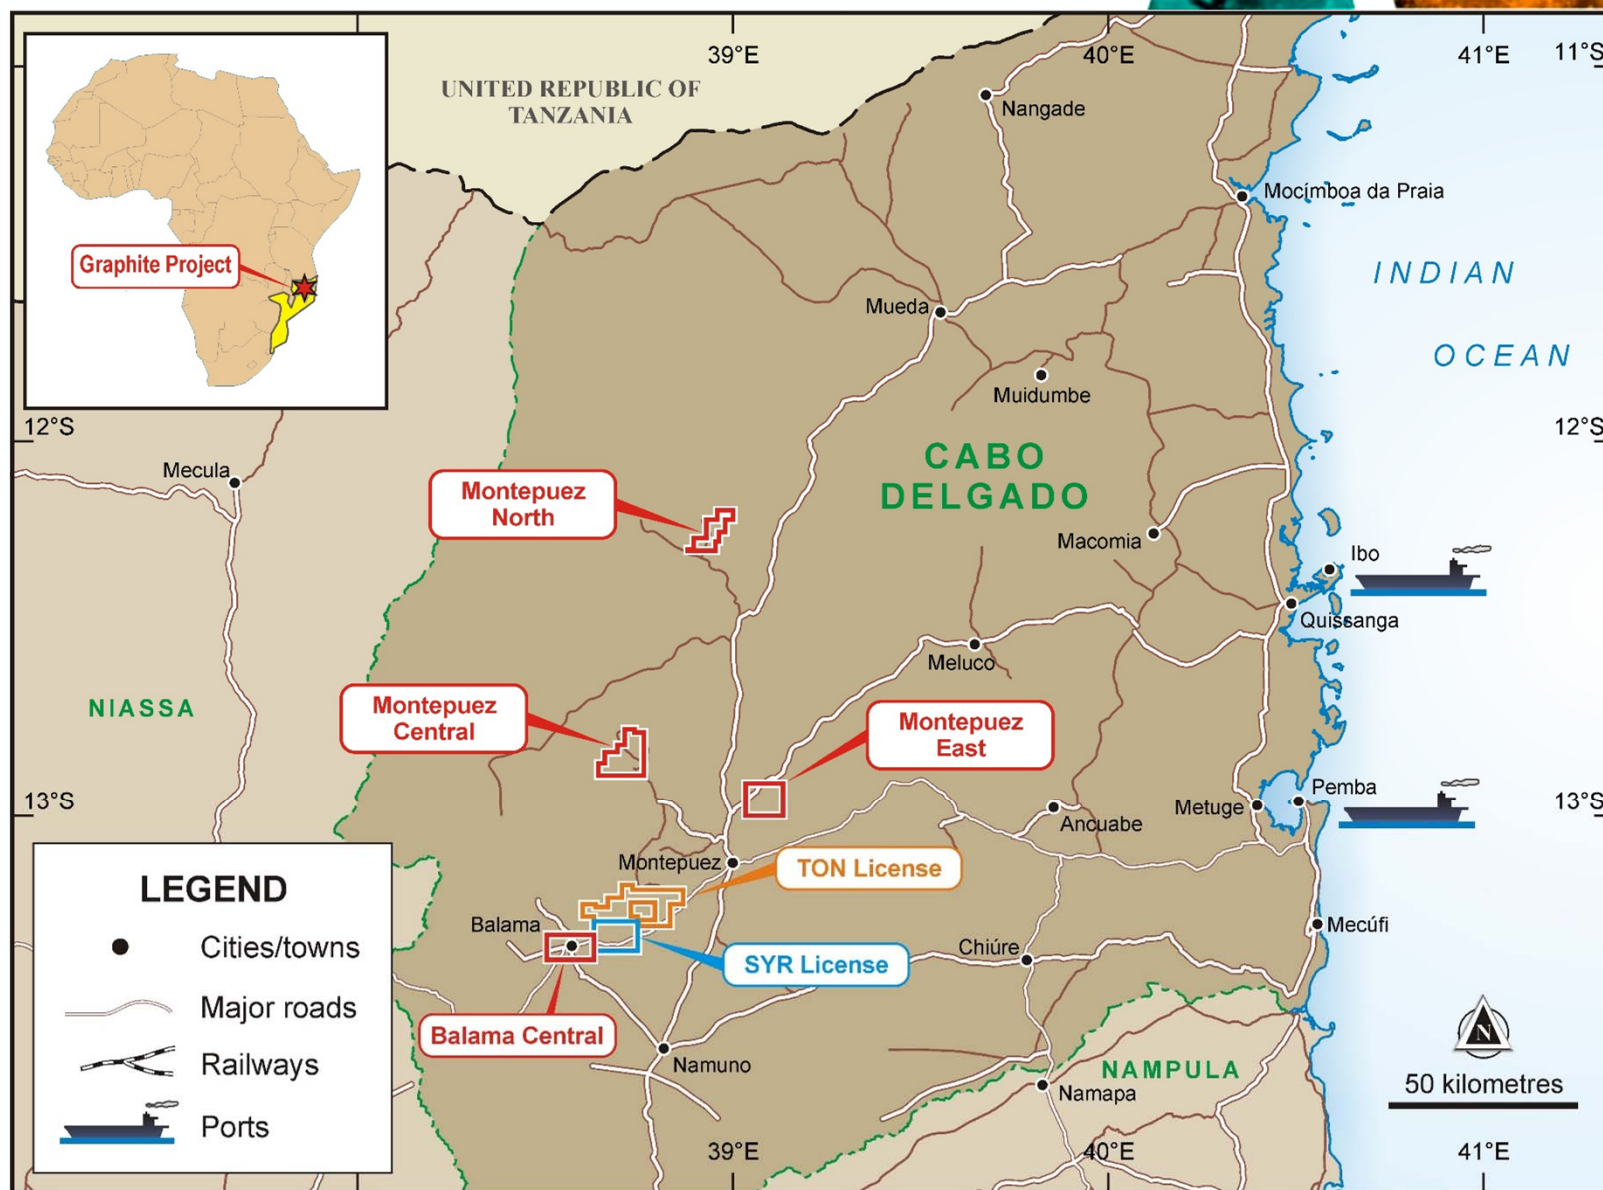 39°E
40°E
41°E
11°S
UNITED REPUBLIC OF
TANZANIA
Nangade
Mocímboa da Praia
Graphite Project
INDIAN
OCEAN
Mueda
Muidumbe
12°S
12°S
CABO
DELGADO
Mecula
Montepuez
North
Macomia
Ibo
Quissanga
Meluco
NIASSA
Montepuez
Central
Montepuez
East
13°S
13°S
Pemba
Metuge
Ancuabe
Montepuez
TON License
LEGEND
Cities/towns
Major roads
Railways
Ports
Balama
Mecúfi
Chiúre
SYR License
Balama Central
Namuno
NAMPULA
Namapa
N
50 kilometres
39°E
40°E
41°E